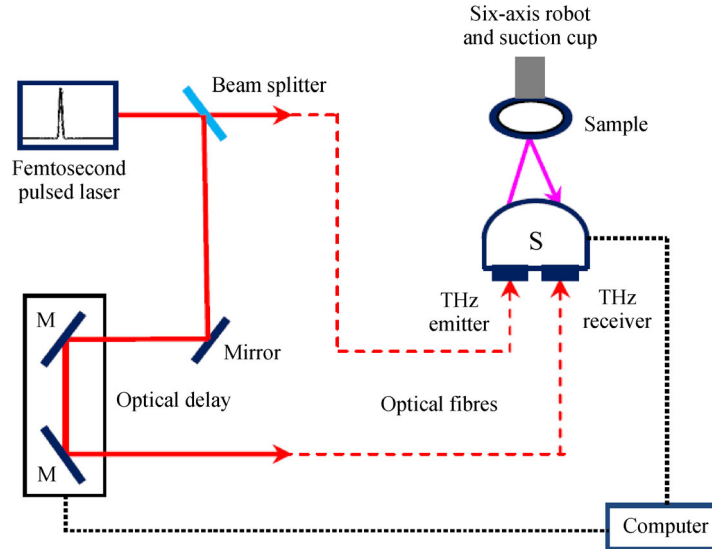 Six-axis robot
and suction cup
Beam splitter
Sample
Femtosecond
pulsed laser
S
THz
emitter
THz
receiver
M
Mirror
Optical delay
Optical fibres
M
Computer